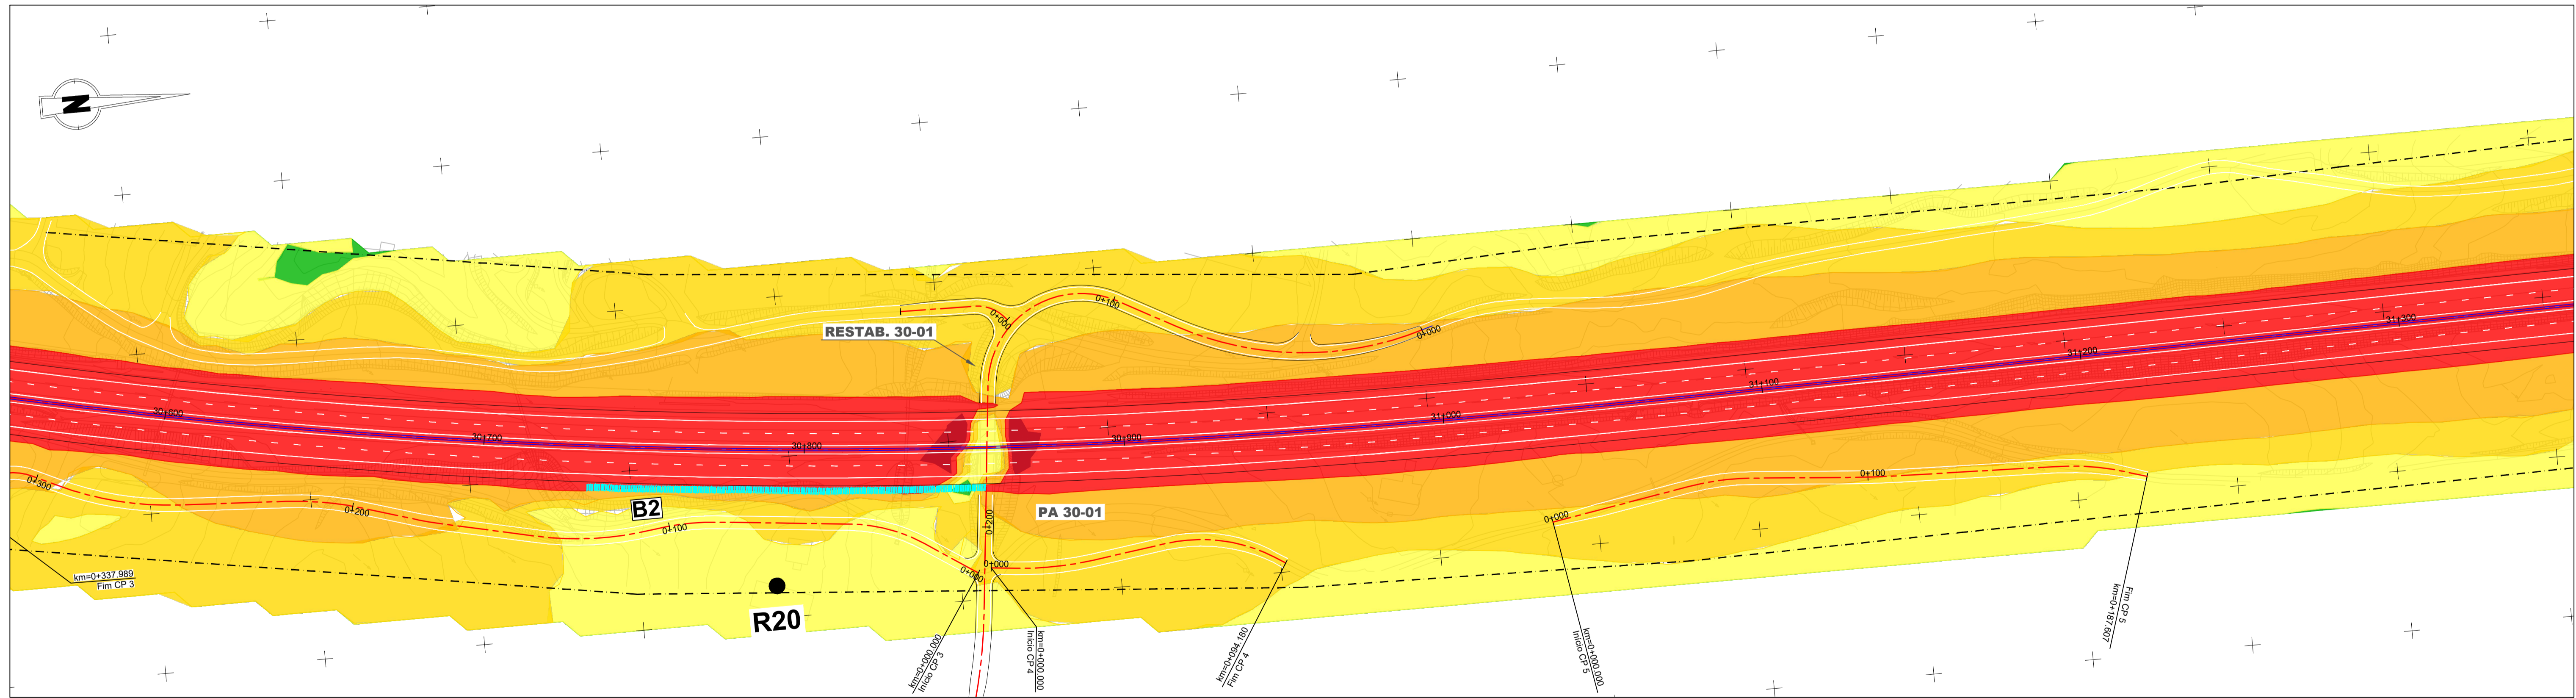 N
RESTAB. 30-01
0+000
0+100
0+000
30+600
30+700
30+800
30+900
31+000
31+100
31+200
31+300
0+300
0+200
B2
0+100
0+200
PA 30-01
0+000
0+100
0+000
0+000
km=0+337.989
Fim CP 3
R20
km=0+000.000
Início CP 3
km=0+000.000
Início CP 4
km=0+094.180
Fim CP 4
km=0+000.000
Início CP 5
Fim CP 5
km=0+187.607